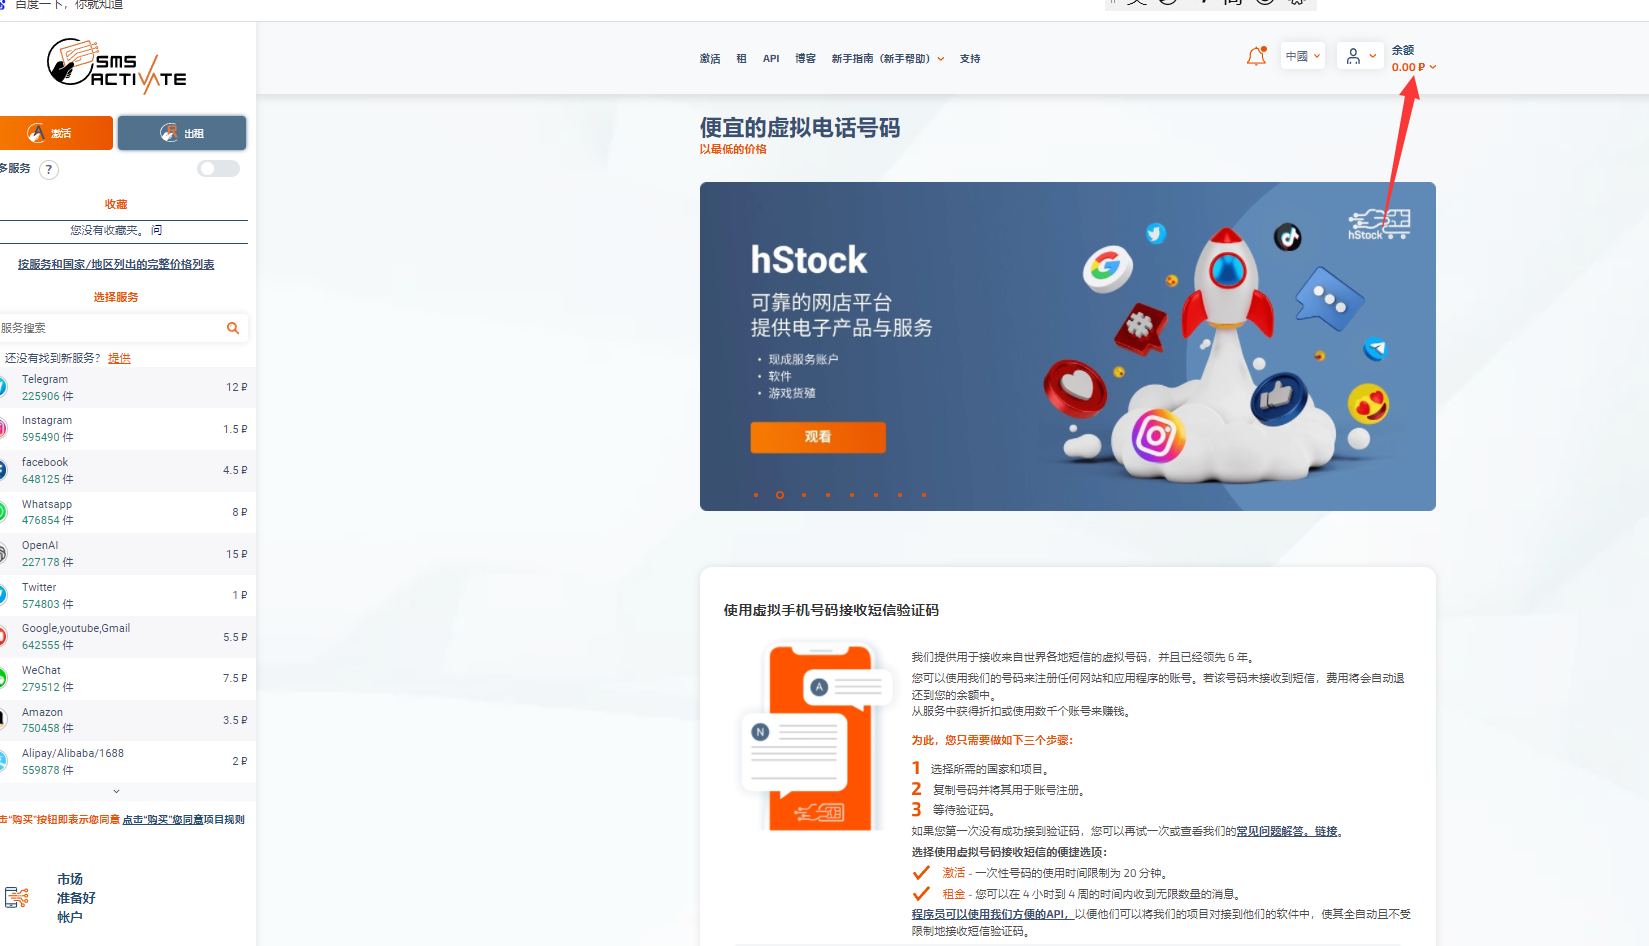 百度一下，你就知道
SMS
ACTIVATE
激活
租
API
博客
新手指南（新手帮助）
支持
中國
余额
0.00 ₽
激活
出租
多服务
?
收藏
您没有收藏夹。 问
按服务和国家/地区列出的完整价格列表
选择服务
服务搜索
还没有找到新服务？ 提供
Telegram
225906 件
12 ₽
Instagram
595490 件
1.5 ₽
facebook
648125 件
4.5 ₽
Whatsapp
476854 件
8 ₽
OpenAI
227178 件
15 ₽
Twitter
574803 件
1 ₽
Google,youtube,Gmail
642555 件
5.5 ₽
WeChat
279512 件
7.5 ₽
Amazon
750458 件
3.5 ₽
Alipay/Alibaba/1688
559878 件
2 ₽
击"购买"按钮即表示您同意 点击"购买"您同意项目规则
市场
准备好
帐户
便宜的虚拟电话号码
以最低的价格
hStock
可靠的网店平台
提供电子产品与服务
• 现成服务账户
• 软件
• 游戏货殖
观看
hStock
使用虚拟手机号码接收短信验证码
A
N
我们提供用于接收来自世界各地短信的虚拟号码，并且已经领先 6 年。
您可以使用我们的号码来注册任何网站和应用程序的账号。若该号码未接收到短信，费用将会自动退
还到您的余额中。
从服务中获得折扣或使用数千个账号来赚钱。
为此，您只需要做如下三个步骤：
1 选择所需的国家和项目。
2 复制号码并将其用于账号注册。
3 等待验证码。
如果您第一次没有成功接到验证码，您可以再试一次或查看我们的常见问题解答。链接。
选择使用虚拟号码接收短信的便捷选项：
激活 - 一次性号码的使用时间限制为 20 分钟。
租金 - 您可以在 4 小时到 4 周的时间内收到无限数量的消息。
程序员可以使用我们方便的API，以便他们可以将我们的项目对接到他们的软件中，使其全自动且不受
限制地接收短信验证码。